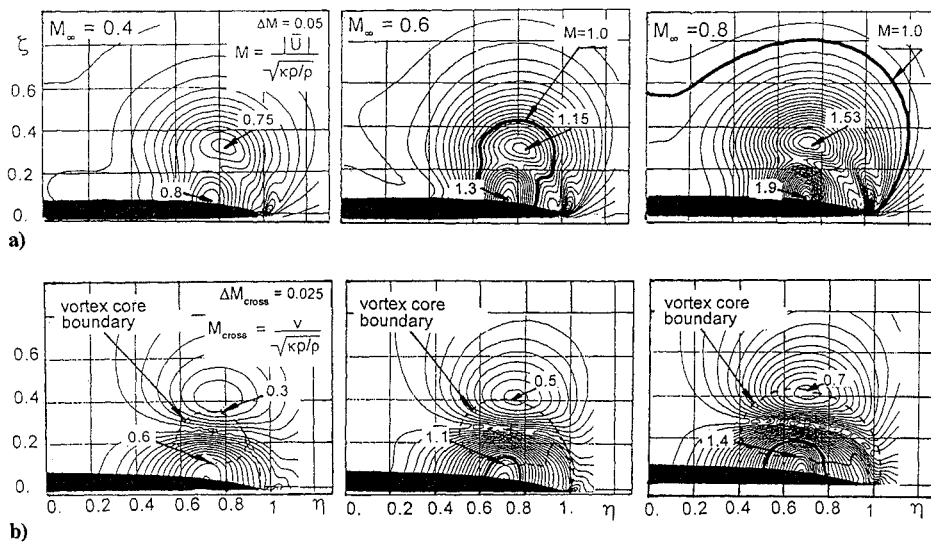 M∞ = 0.4
ΔM = 0.05
M = |Ū| / √κp/ρ
ζ
0.6
0.4
0.2
0.
0.75
0.8
M∞ = 0.6
M=1.0
1.15
1.3
M∞ = 0.8
M=1.0
1.53
1.9
a)
vortex core
boundary
ΔM cross = 0.025
M cross = v / √κp/ρ
0.6
0.4
0.2
0.
0.3
0.6
0. 0.2 0.4 0.6 0.8 1. η
vortex core
boundary
0.5
1.1
0. 0.2 0.4 0.6 0.8 1. η
vortex core
boundary
0.7
1.4
0. 0.2 0.4 0.6 0.8 1. η
b)